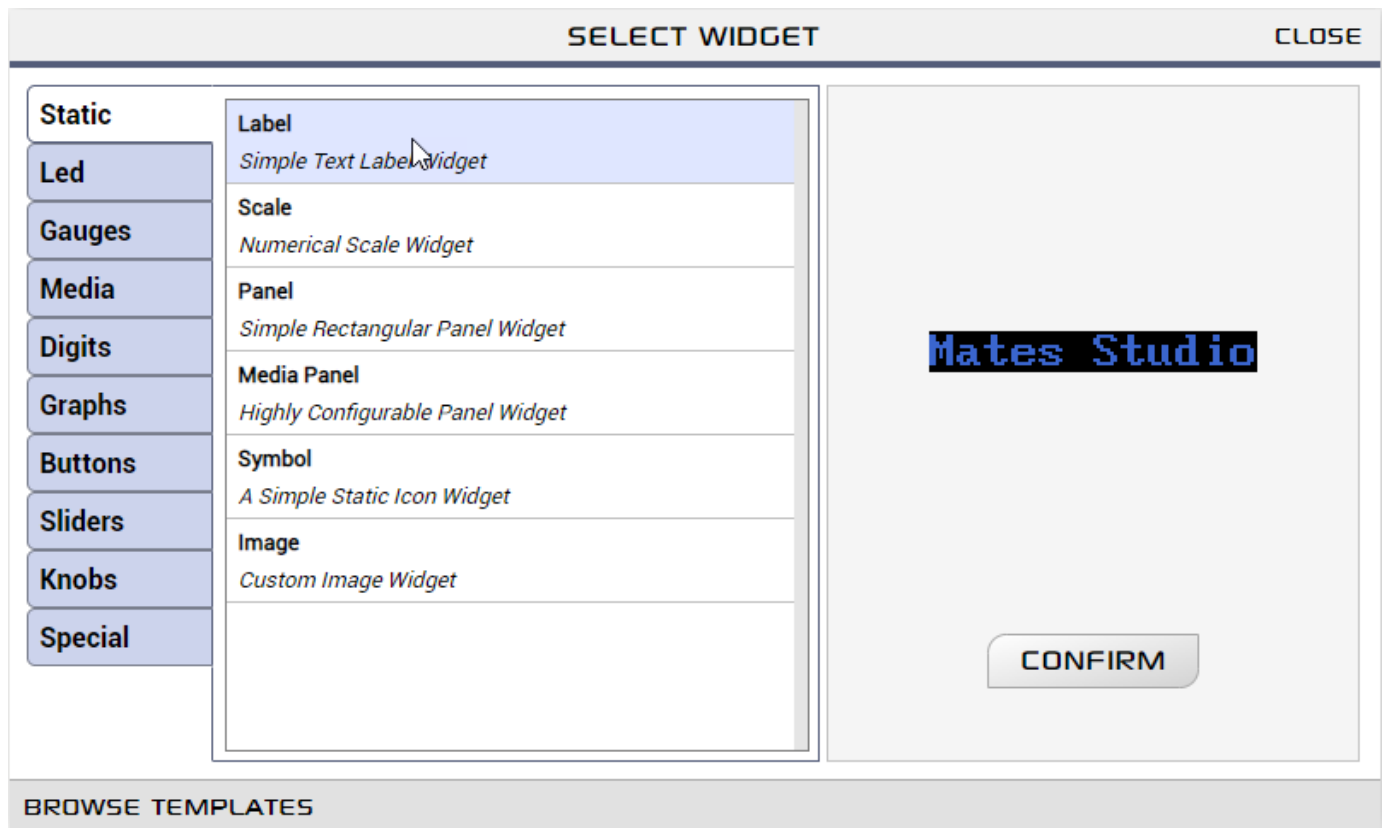 SELECT WIDGET
CLOSE
Static
Led
Gauges
Media
Digits
Graphs
Buttons
Sliders
Knobs
Special
Label
Simple Text Label Widget
Scale
Numerical Scale Widget
Panel
Simple Rectangular Panel Widget
Media Panel
Highly Configurable Panel Widget
Symbol
A Simple Static Icon Widget
Image
Custom Image Widget
Mates Studio
CONFIRM
BROWSE TEMPLATES